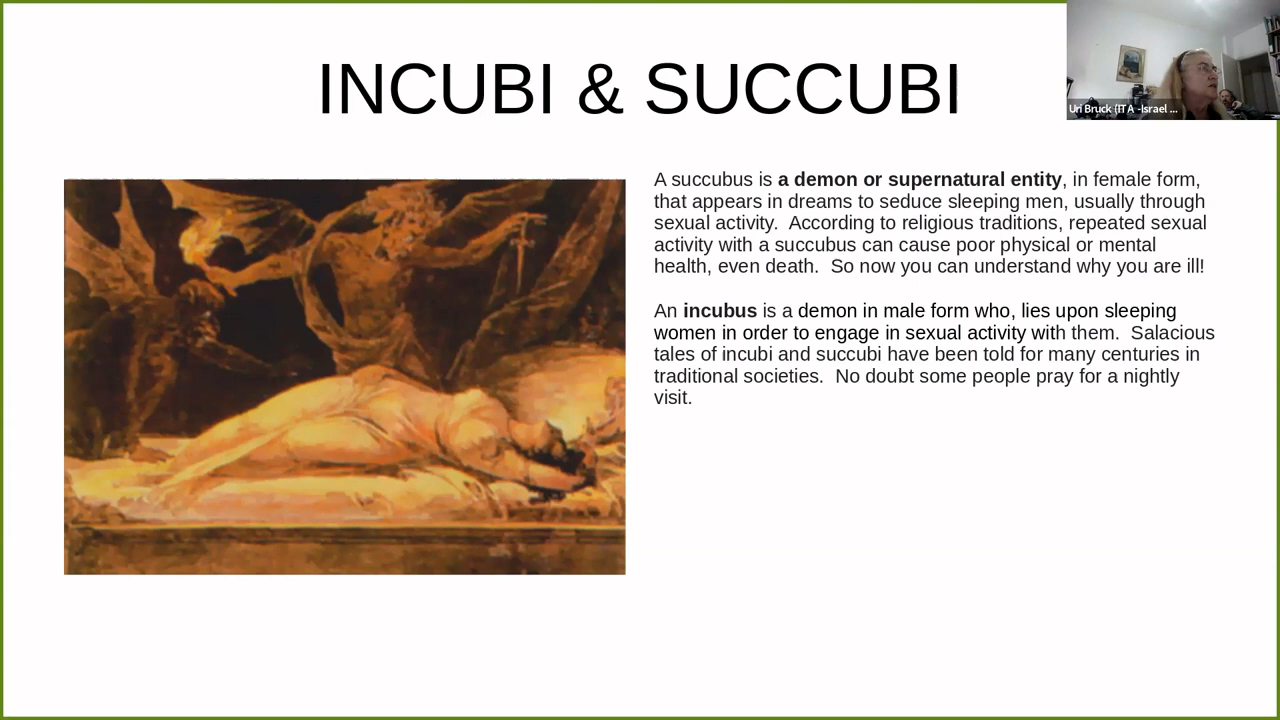 INCUBI & SUCCUBI
Uri Bruck (ITA -Israel ...
A succubus is a demon or supernatural entity, in female form,
that appears in dreams to seduce sleeping men, usually through
sexual activity.  According to religious traditions, repeated sexual
activity with a succubus can cause poor physical or mental
health, even death.  So now you can understand why you are ill!
An incubus is a demon in male form who, lies upon sleeping
women in order to engage in sexual activity with them.  Salacious
tales of incubi and succubi have been told for many centuries in
traditional societies.  No doubt some people pray for a nightly
visit.